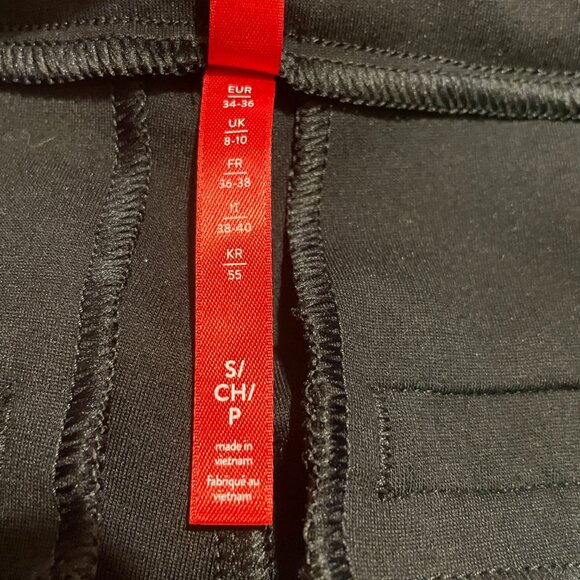 EUR
34-36
UK
8-10
FR
36-38
IT
38-40
KR
55
S/
CH/
P
made in
vietnam
fabriqué au
vietnam